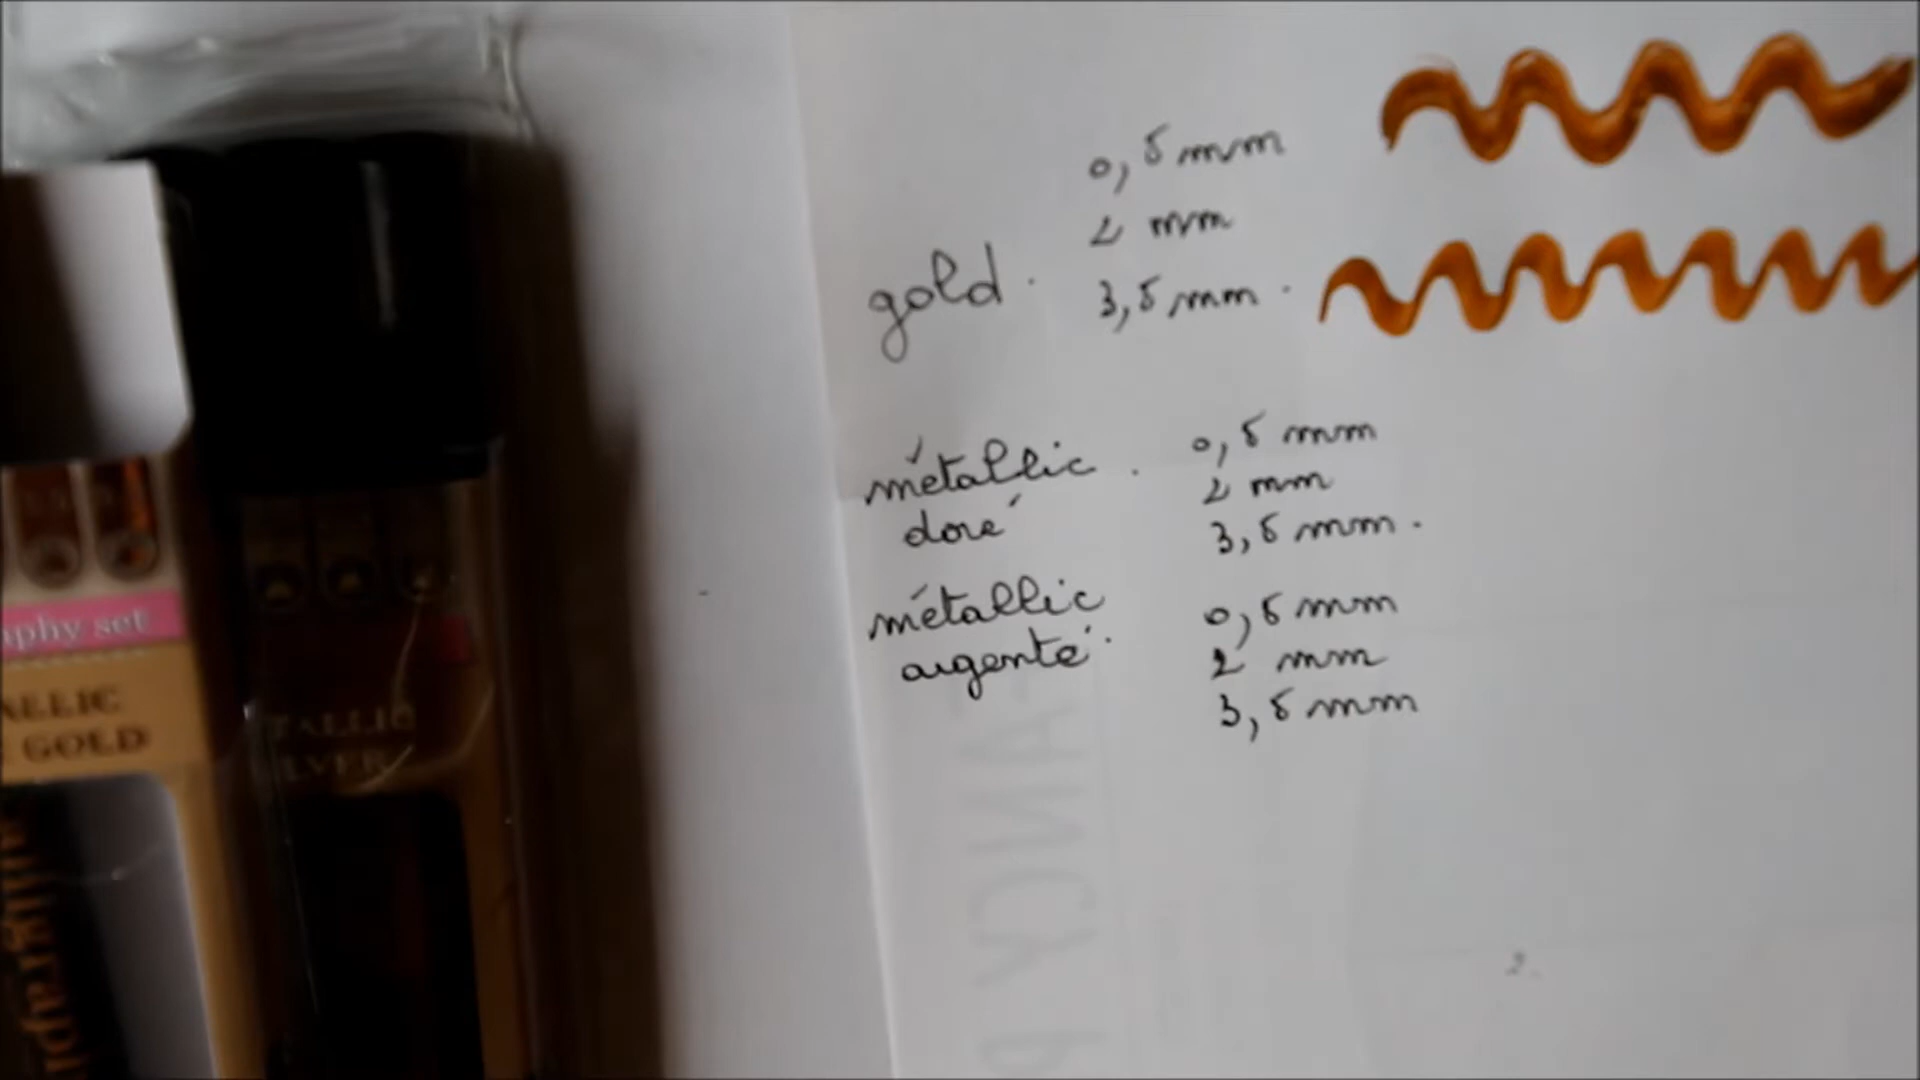 0,5 mm
2 mm
gold.
3,5 mm.
métallic.
doré
0,5 mm
2 mm
3,5 mm.
métallic
argenté.
0,5 mm
2 mm
3,5 mm
2.
aphy set
ALLIC
GOLD
TALLIC
LVER